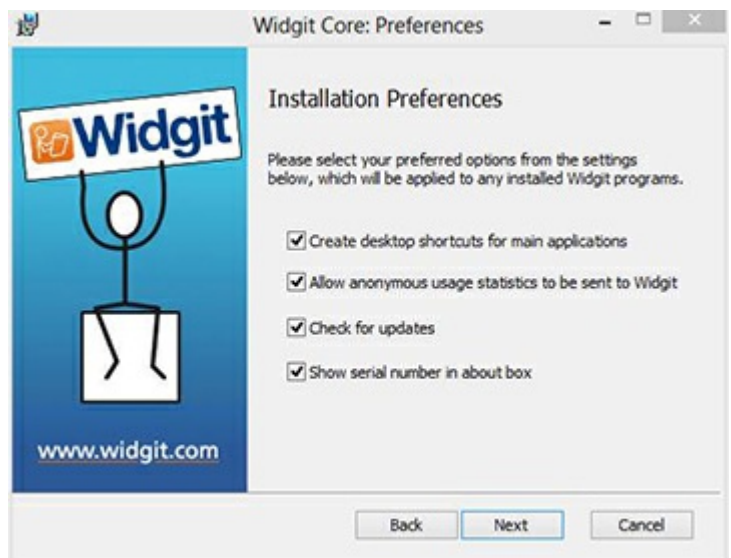 Widgit Core: Preferences
Widgit
Installation Preferences
Please select your preferred options from the settings
below, which will be applied to any installed Widgit programs.
Create desktop shortcuts for main applications
Allow anonymous usage statistics to be sent to Widgit
Check for updates
Show serial number in about box
www.widgit.com
Back Next Cancel